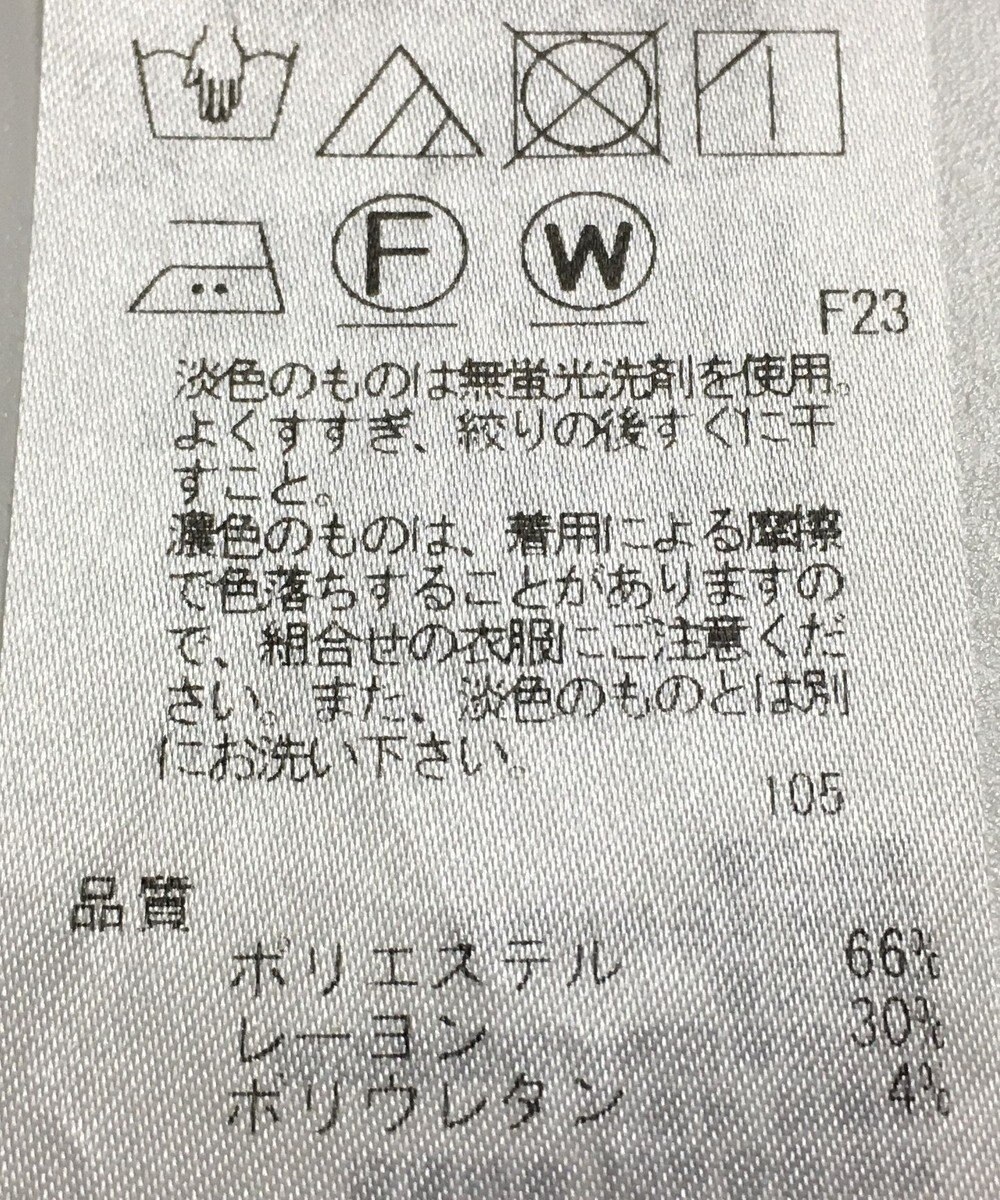 F W
F23
淡色のものは無蛍光洗剤を使用。
よくすすぎ、絞りの後すぐに干
すこと。
濃色のものは、着用による摩擦
で色落ちすることがありますの
で、組合せの衣服にご注意くだ
さい。また、淡色のものとは別
にお洗い下さい。
105
品質
ポリエステル 66%
レーヨン 30%
ポリウレタン 4%